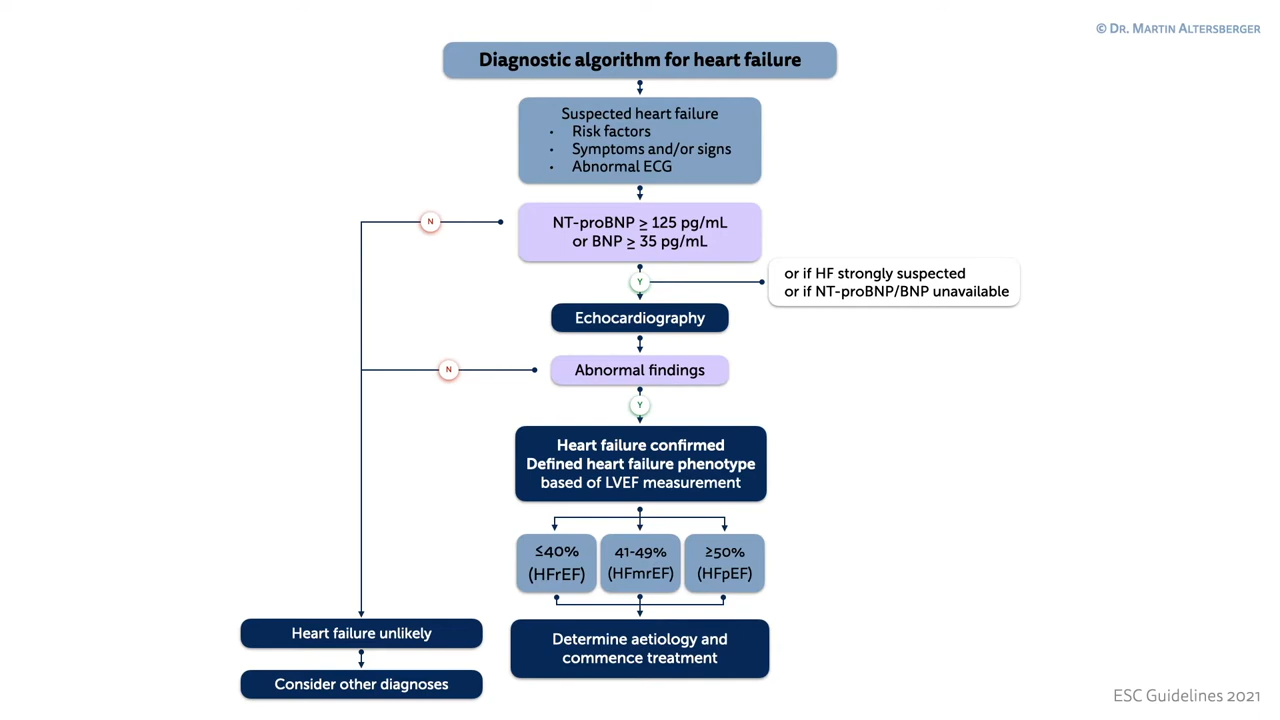 © Dr. Martin Altersberger
Diagnostic algorithm for heart failure
Suspected heart failure
· Risk factors
· Symptoms and/or signs
· Abnormal ECG
N
NT-proBNP ≥ 125 pg/mL
or BNP ≥ 35 pg/mL
Y
or if HF strongly suspected
or if NT-proBNP/BNP unavailable
Echocardiography
N
Abnormal findings
Y
Heart failure confirmed
Defined heart failure phenotype
based of LVEF measurement
≤40%
(HFrEF)
41-49%
(HFmrEF)
≥50%
(HFpEF)
Heart failure unlikely
Consider other diagnoses
Determine aetiology and
commence treatment
ESC Guidelines 2021